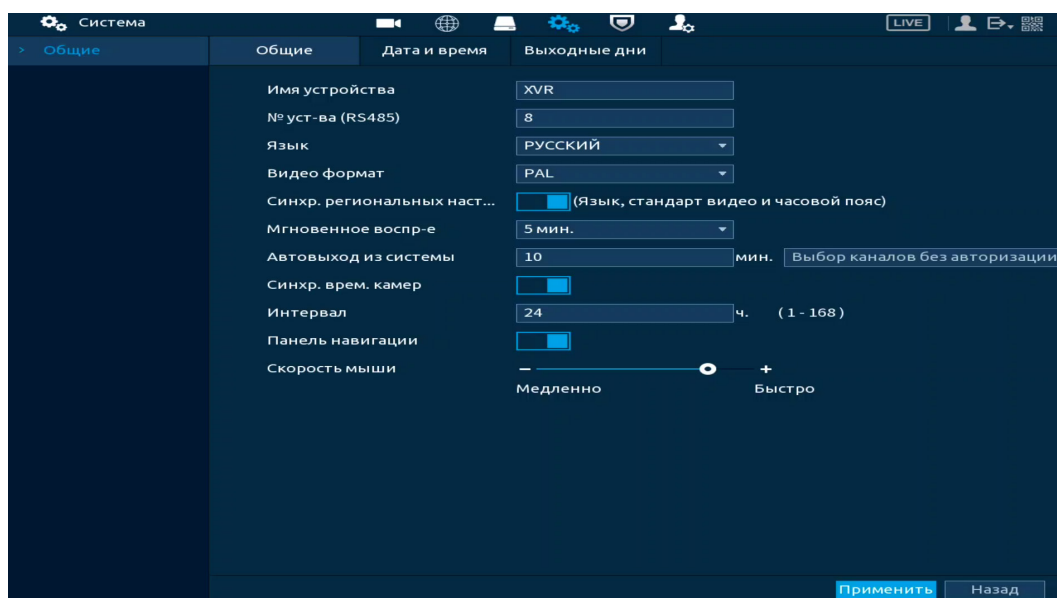 Система LIVE
Общие Общие Дата и время Выходные дни
Имя устройства XVR
№ уст-ва (RS485) 8
Язык РУССКИЙ
Видео формат PAL
Синхр. региональных наст... (Язык, стандарт видео и часовой пояс)
Мгновенное воспр-е 5 мин.
Автовыход из системы 10 мин. Выбор каналов без авторизации
Синхр. врем. камер
Интервал 24 ч. (1 - 168)
Панель навигации
Скорость мыши
Медленно Быстро
Применить Назад